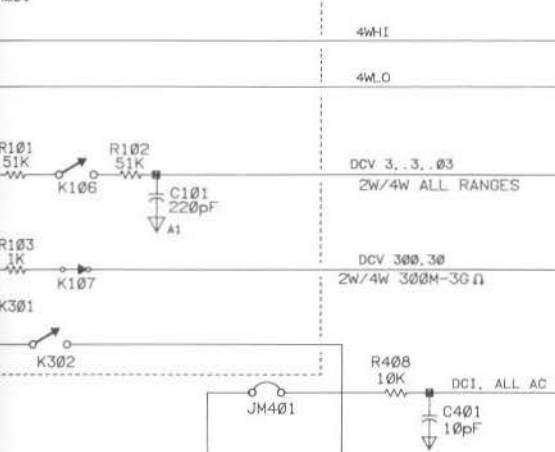 4WHI
4WLO
R101 R102
51K 51K
DCV 3,.3,.03
K106
2W/4W ALL RANGES
C101
220pF
A1
R103
1K
DCV 300,30
K107
2W/4W 300M-3GΩ
K301
K302
R408
10K
DCI, ALL AC
JM401
C401
10pF